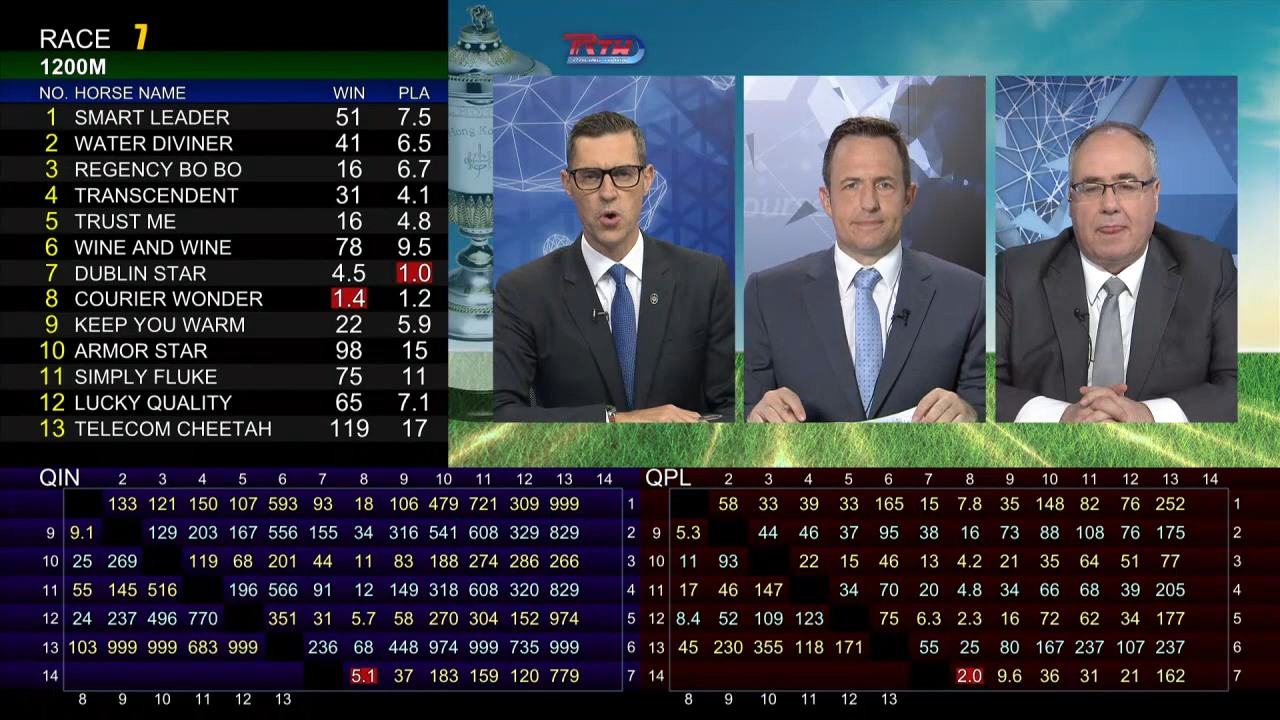 RACE 7
1200M
NO. HORSE NAME WIN PLA
1 SMART LEADER 51 7.5
2 WATER DIVINER 41 6.5
3 REGENCY BO BO 16 6.7
4 TRANSCENDENT 31 4.1
5 TRUST ME 16 4.8
6 WINE AND WINE 78 9.5
7 DUBLIN STAR 4.5 1.0
8 COURIER WONDER 1.4 1.2
9 KEEP YOU WARM 22 5.9
10 ARMOR STAR 98 15
11 SIMPLY FLUKE 75 11
12 LUCKY QUALITY 65 7.1
13 TELECOM CHEETAH 119 17
TRTW
Hong Ko
QIN 2 3 4 5 6 7 8 9 10 11 12 13 14
133 121 150 107 593 93 18 106 479 721 309 999 1
9 9.1 129 203 167 556 155 34 316 541 608 329 829 2
10 25 269 119 68 201 44 11 83 188 274 286 266 3
11 55 145 516 196 566 91 12 149 318 608 320 829 4
12 24 237 496 770 351 31 5.7 58 270 304 152 974 5
13 103 999 999 683 999 236 68 448 974 999 735 999 6
14 5.1 37 183 159 120 779 7
8 9 10 11 12 13
QPL 2 3 4 5 6 7 8 9 10 11 12 13 14
58 33 39 33 165 15 7.8 35 148 82 76 252 1
9 5.3 44 46 37 95 38 16 73 88 108 76 175 2
10 11 93 22 15 46 13 4.2 21 35 64 51 77 3
11 17 46 147 34 70 20 4.8 34 66 68 39 205 4
12 8.4 52 109 123 75 6.3 2.3 16 72 62 34 177 5
13 45 230 355 118 171 55 25 80 167 237 107 237 6
14 2.0 9.6 36 31 21 162 7
8 9 10 11 12 13